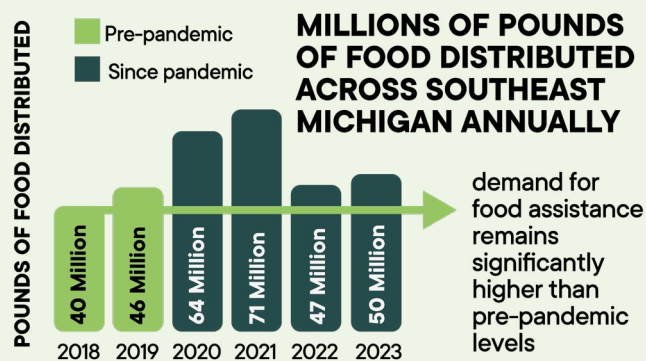 MILLIONS OF POUNDS
OF FOOD DISTRIBUTED
ACROSS SOUTHEAST
MICHIGAN ANNUALLY
Pre-pandemic
Since pandemic
POUNDS OF FOOD DISTRIBUTED
40 Million
46 Million
64 Million
71 Million
47 Million
50 Million
2018 2019 2020 2021 2022 2023
demand for
food assistance
remains
significantly
higher than
pre-pandemic
levels